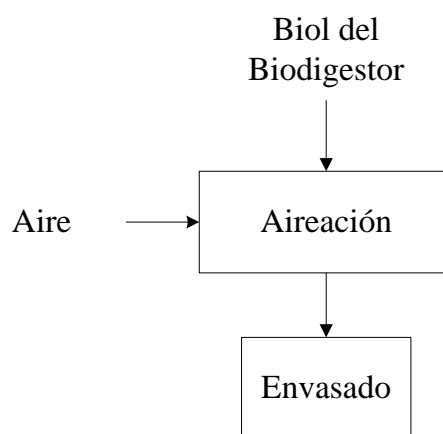 Biol del
Biodigestor
Aire
Aireación
Envasado